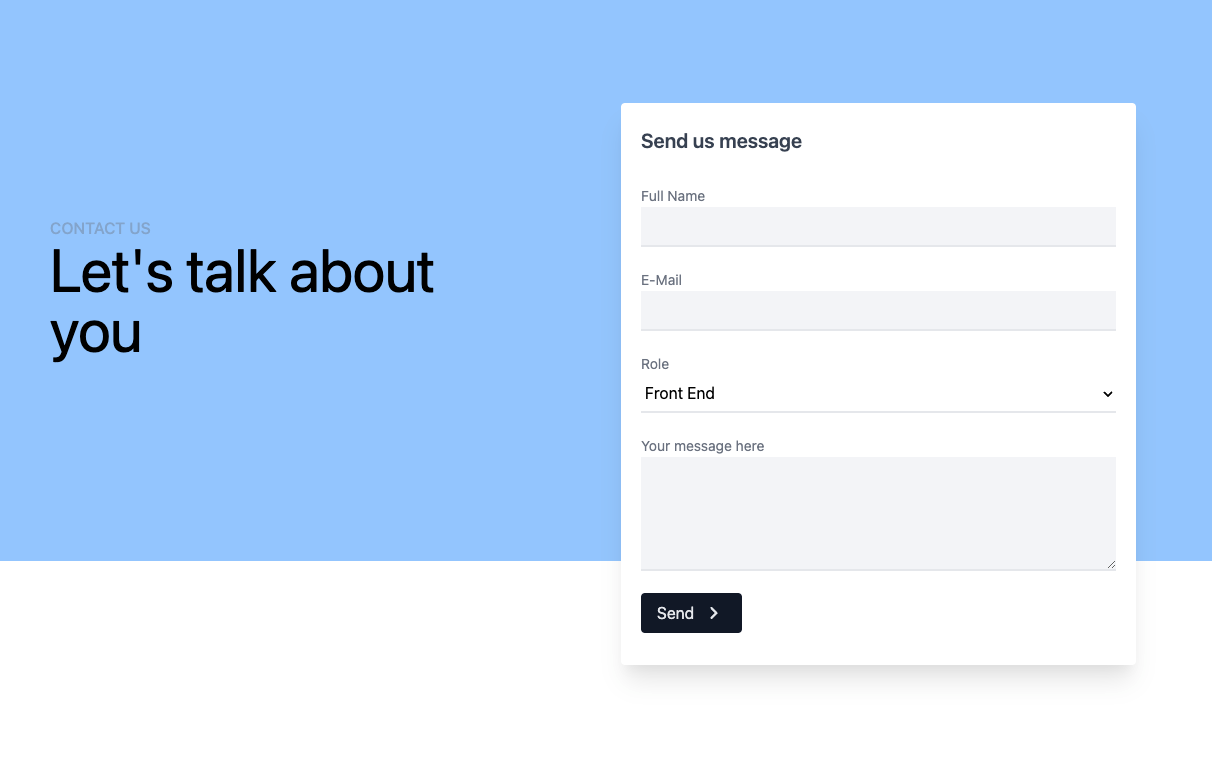 CONTACT US
Let's talk about
you
Send us message
Full Name
E-Mail
Role
Front End
Your message here
Send